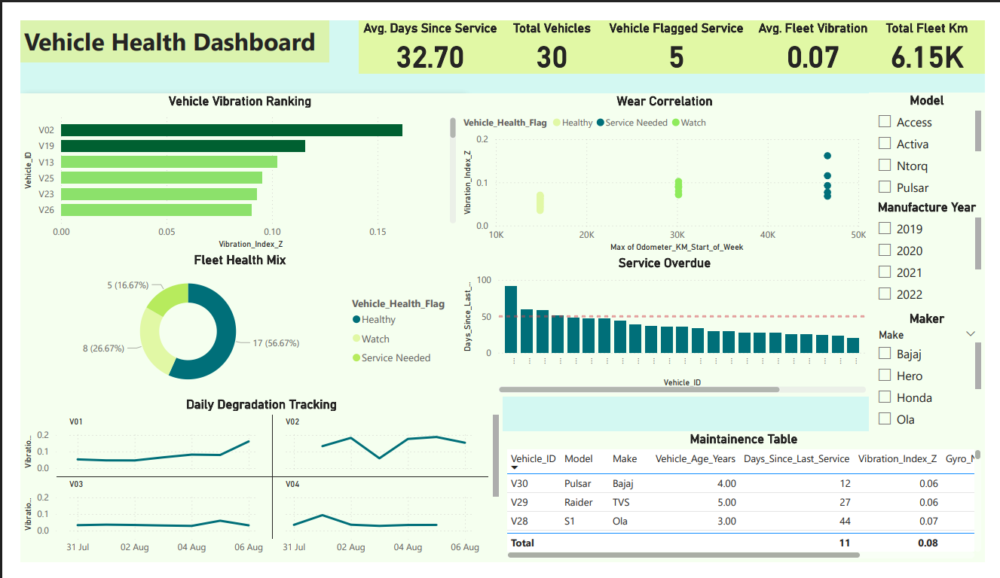 Vehicle Health Dashboard
Avg. Days Since Service
32.70
Total Vehicles
30
Vehicle Flagged Service
5
Avg. Fleet Vibration
0.07
Total Fleet Km
6.15K
Vehicle Vibration Ranking
Vehicle_ID
V02
V19
V13
V25
V23
V26
0.00 0.05 0.10 0.15
Vibration_Index_Z
Wear Correlation
Vehicle_Health_Flag Healthy Service Needed Watch
Vibration_Index_Z
0.2
0.1
0.0
10K 20K 30K 40K 50K
Max of Odometer_KM_Start_of_Week
Model
Access
Activa
Ntorq
Pulsar
Manufacture Year
2019
2020
2021
2022
Maker
Make
Bajaj
Hero
Honda
Ola
Fleet Health Mix
5 (16.67%)
8 (26.67%)
17 (56.67%)
Vehicle_Health_Flag
Healthy
Watch
Service Needed
Service Overdue
Days_Since_Last_...
100
50
0
Vehicle_ID
Daily Degradation Tracking
V01 V02
Vibratio...
0.2
0.1
0.0
V03 V04
Vibratio...
0.2
0.1
0.0
31 Jul 02 Aug 04 Aug 06 Aug 31 Jul 02 Aug 04 Aug 06 Aug
Maintainence Table
Vehicle_ID Model Make Vehicle_Age_Years Days_Since_Last_Service Vibration_Index_Z
V30 Pulsar Bajaj 4.00 12 0.06
V29 Raider TVS 5.00 27 0.06
V28 S1 Ola 3.00 44 0.07
Total 11 0.08